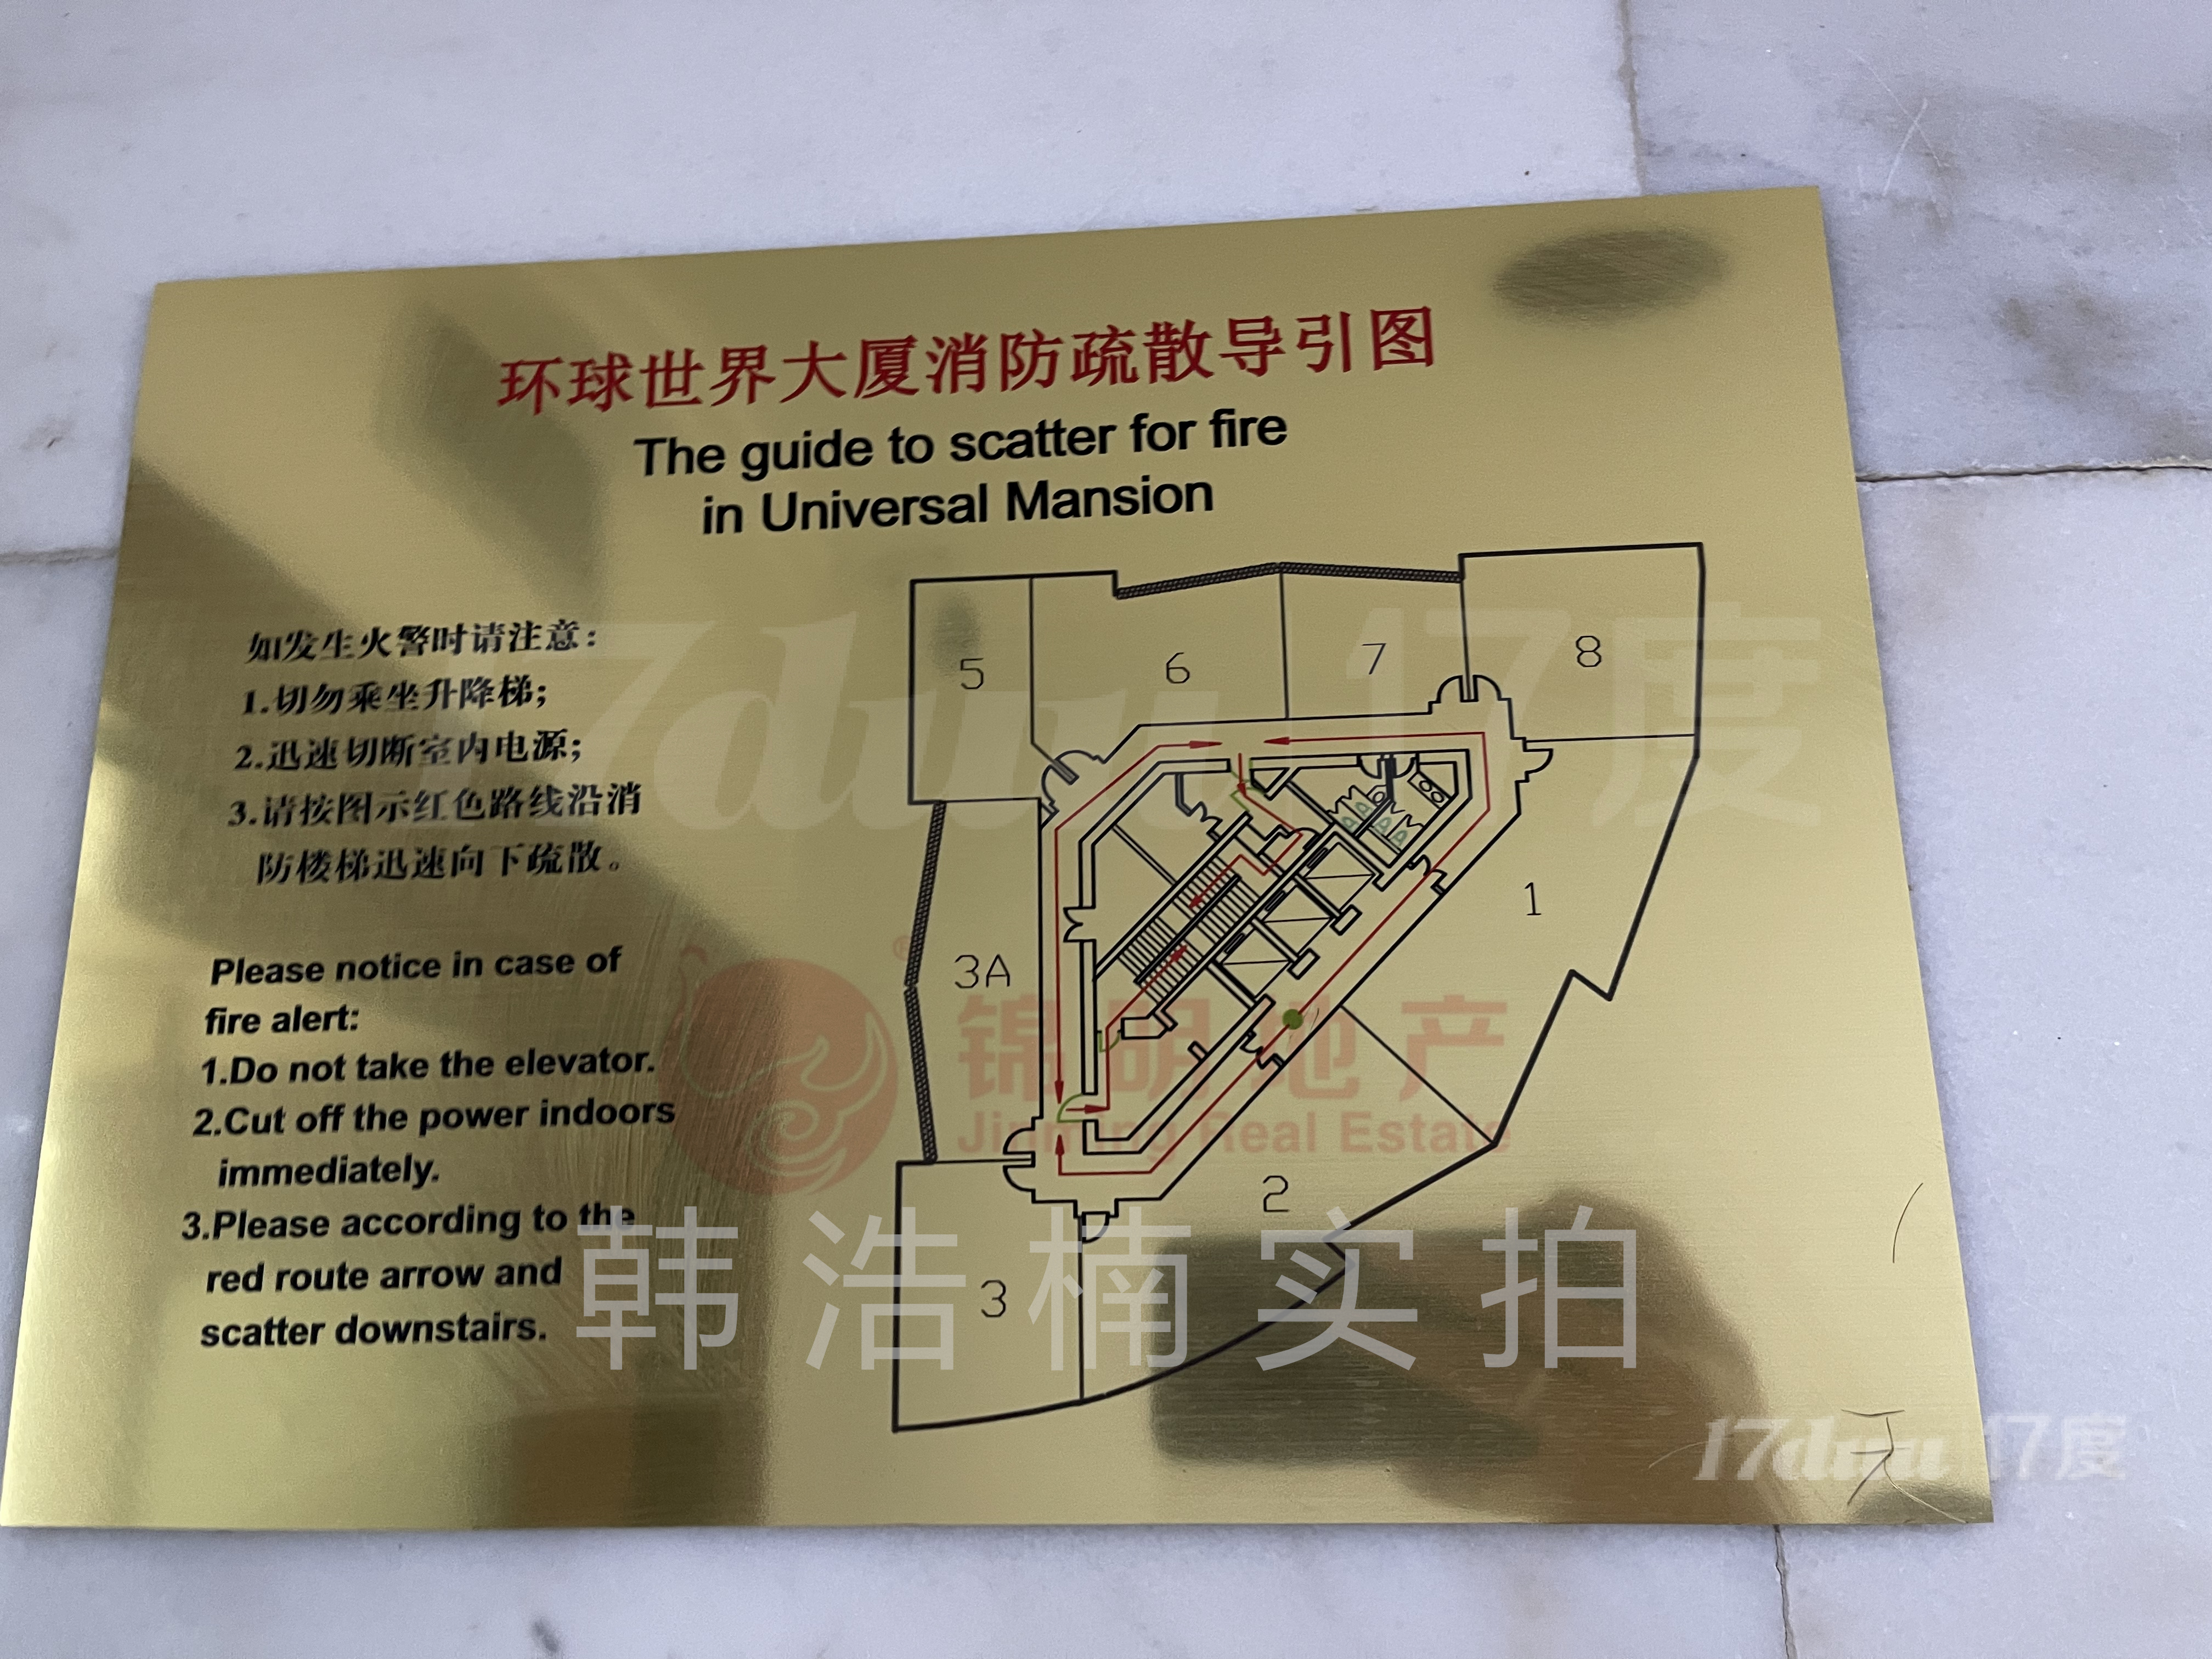 环球世界大厦消防疏散导引图
The guide to scatter for fire
in Universal Mansion
如发生火警时请注意：
1.切勿乘坐升降梯；
2.迅速切断室内电源；
3.请按图示红色路线沿消
防楼梯迅速向下疏散。
Please notice in case of
fire alert:
1.Do not take the elevator.
2.Cut off the power indoors
immediately.
3.Please according to the
red route arrow and
scatter downstairs.
5
6
7
8
3A
1
2
3
17duu 17度
®
锦明地产
Jinming Real Estate
韩浩楠实拍
17duu 17度